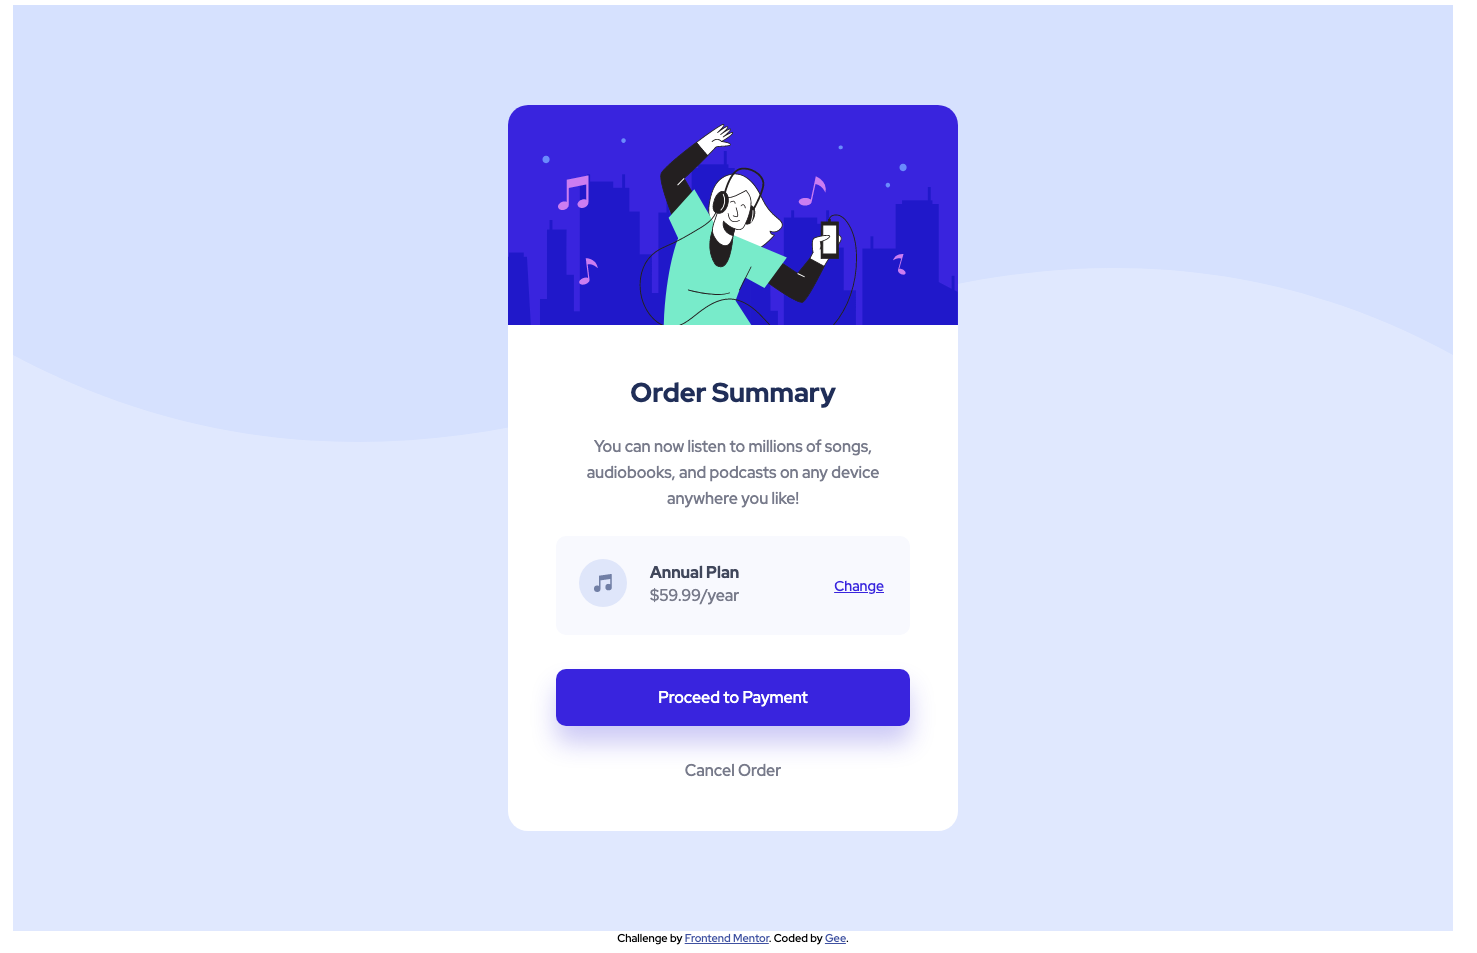 Order Summary
You can now listen to millions of songs,
audiobooks, and podcasts on any device
anywhere you like!
Annual Plan
$59.99/year
Change
Proceed to Payment
Cancel Order
Challenge by Frontend Mentor. Coded by Gee.